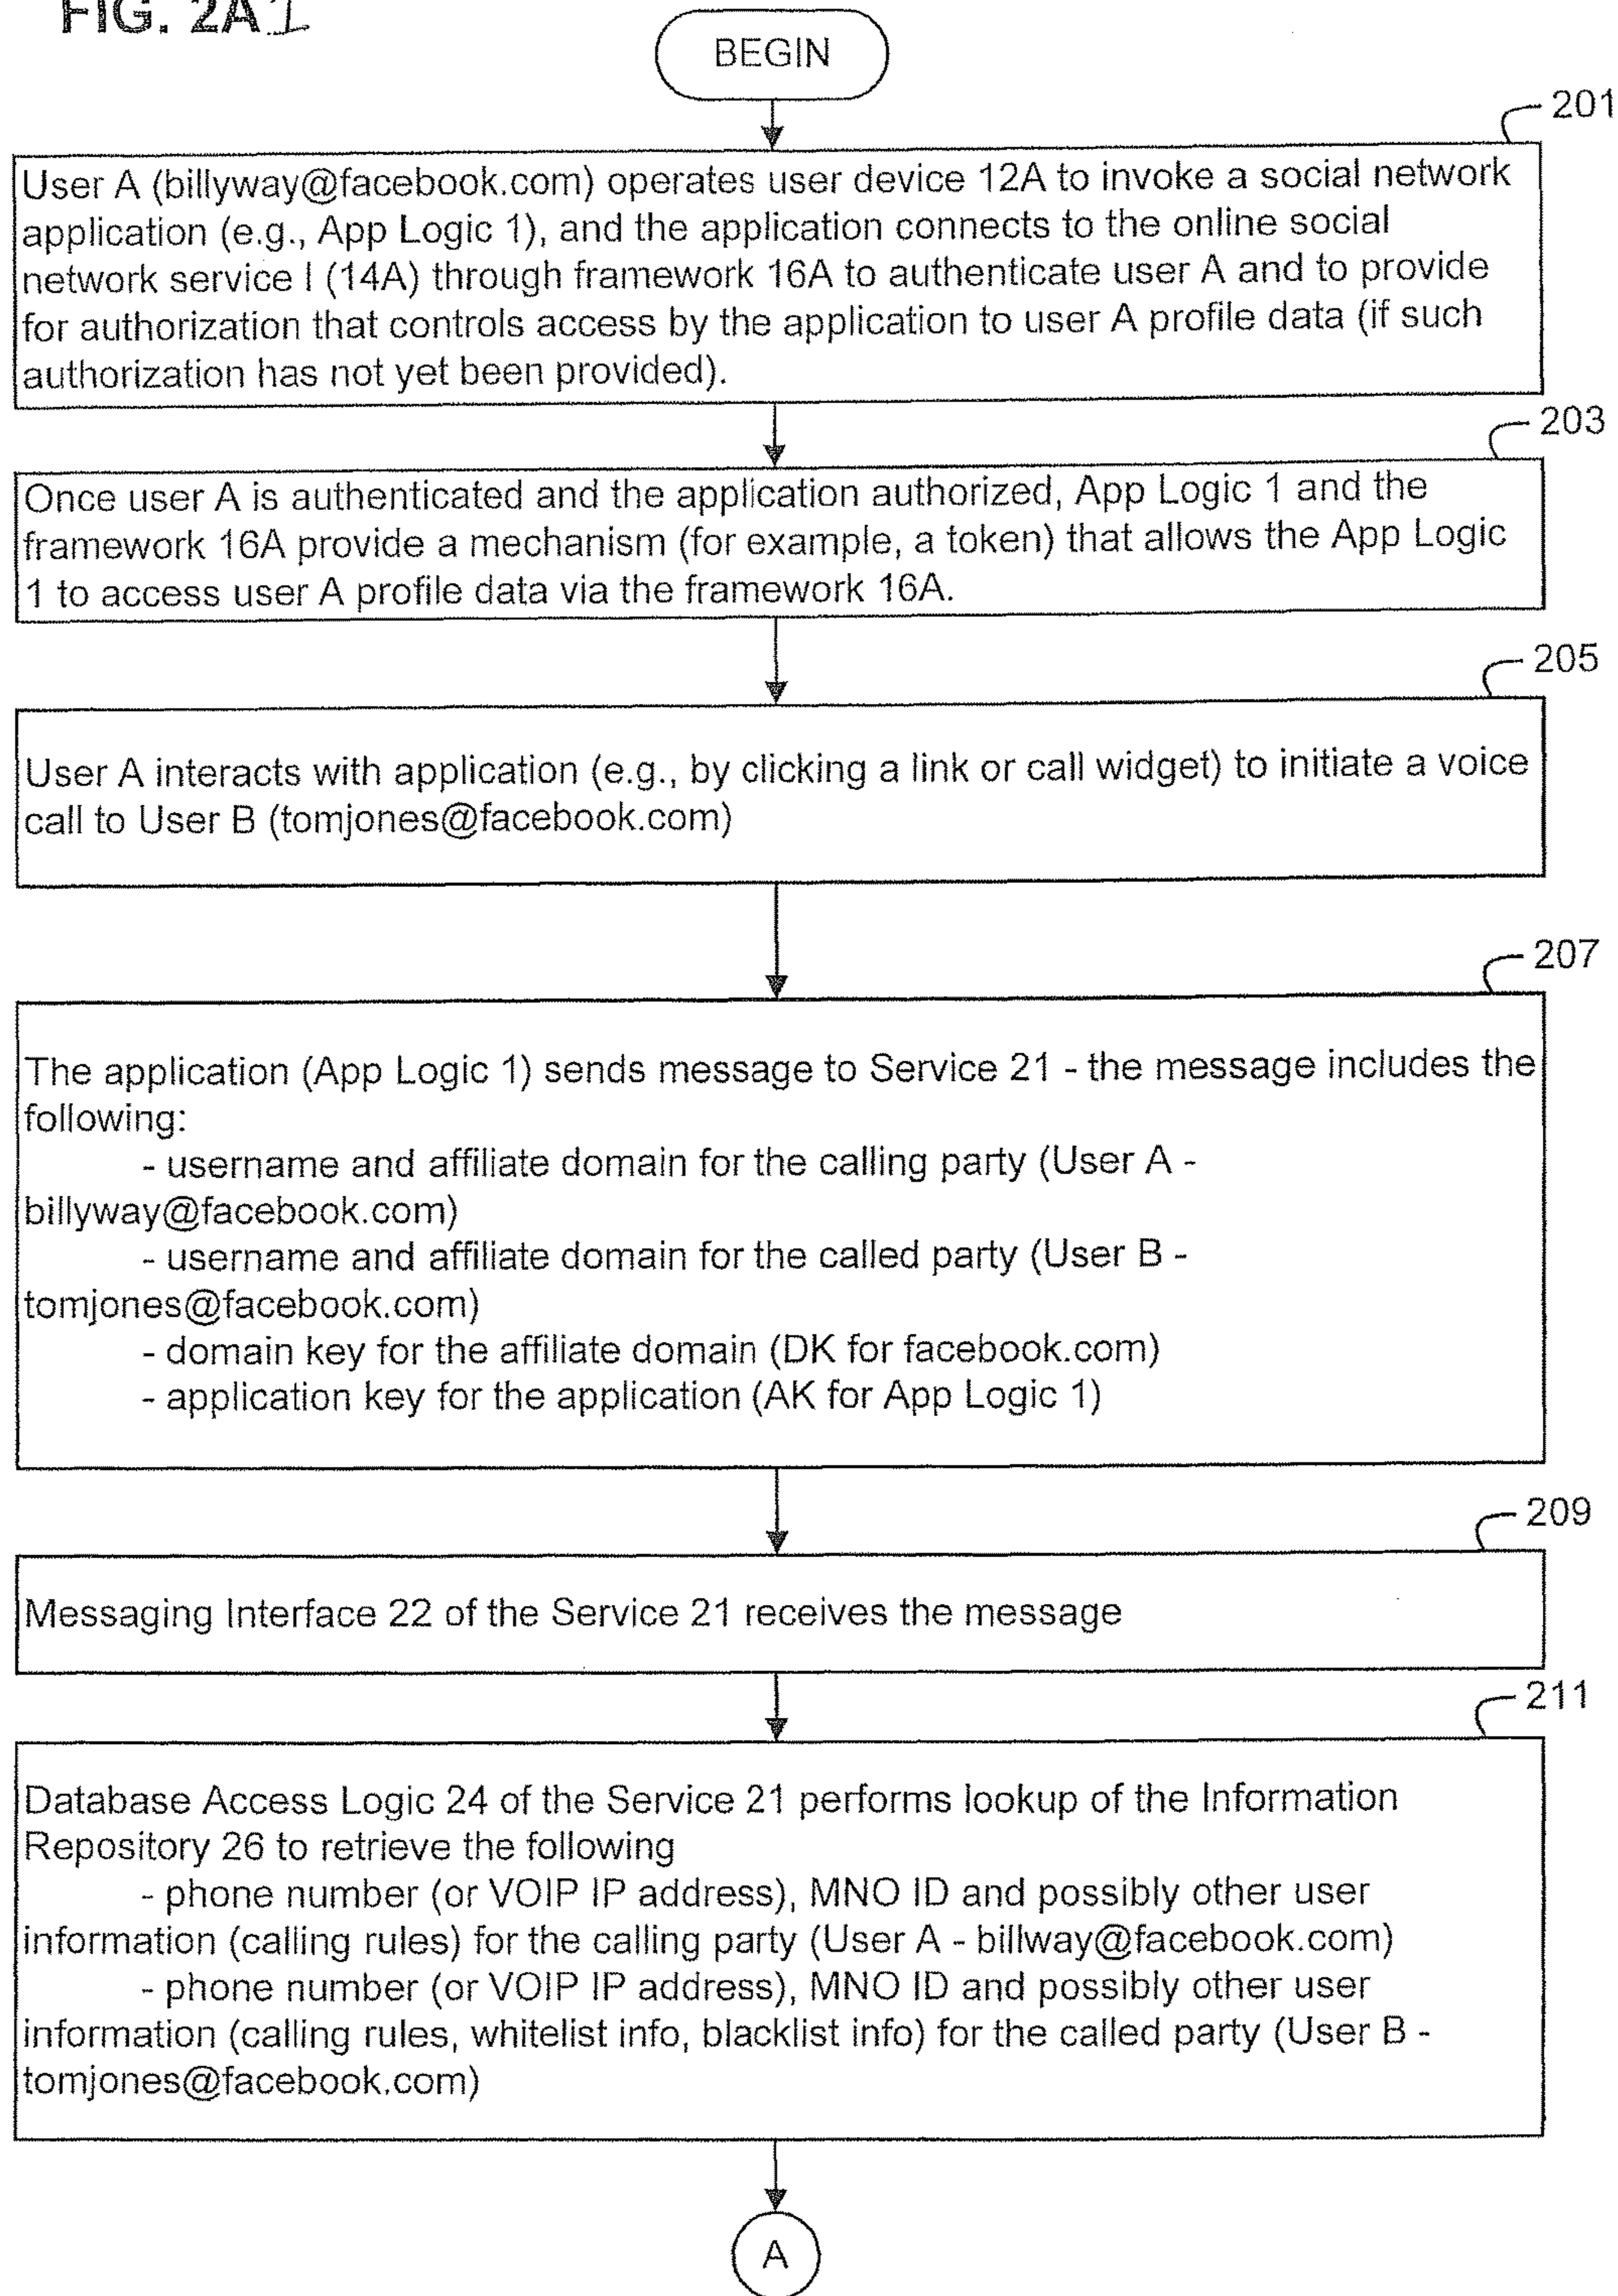 FIG. 2A1
BEGIN
201
User A (billyway@facebook.com) operates user device 12A to invoke a social network
application (e.g., App Logic 1), and the application connects to the online social
network service I (14A) through framework 16A to authenticate user A and to provide
for authorization that controls access by the application to user A profile data (if such
authorization has not yet been provided).
203
Once user A is authenticated and the application authorized, App Logic 1 and the
framework 16A provide a mechanism (for example, a token) that allows the App Logic
1 to access user A profile data via the framework 16A.
205
User A interacts with application (e.g., by clicking a link or call widget) to initiate a voice
call to User B (tomjones@facebook.com)
207
The application (App Logic 1) sends message to Service 21 - the message includes the
following:
- username and affiliate domain for the calling party (User A -
billyway@facebook.com)
- username and affiliate domain for the called party (User B -
tomjones@facebook.com)
- domain key for the affiliate domain (DK for facebook.com)
- application key for the application (AK for App Logic 1)
209
Messaging Interface 22 of the Service 21 receives the message
211
Database Access Logic 24 of the Service 21 performs lookup of the Information
Repository 26 to retrieve the following
- phone number (or VOIP IP address), MNO ID and possibly other user
information (calling rules) for the calling party (User A - billway@facebook.com)
- phone number (or VOIP IP address), MNO ID and possibly other user
information (calling rules, whitelist info, blacklist info) for the called party (User B -
tomjones@facebook.com)
A